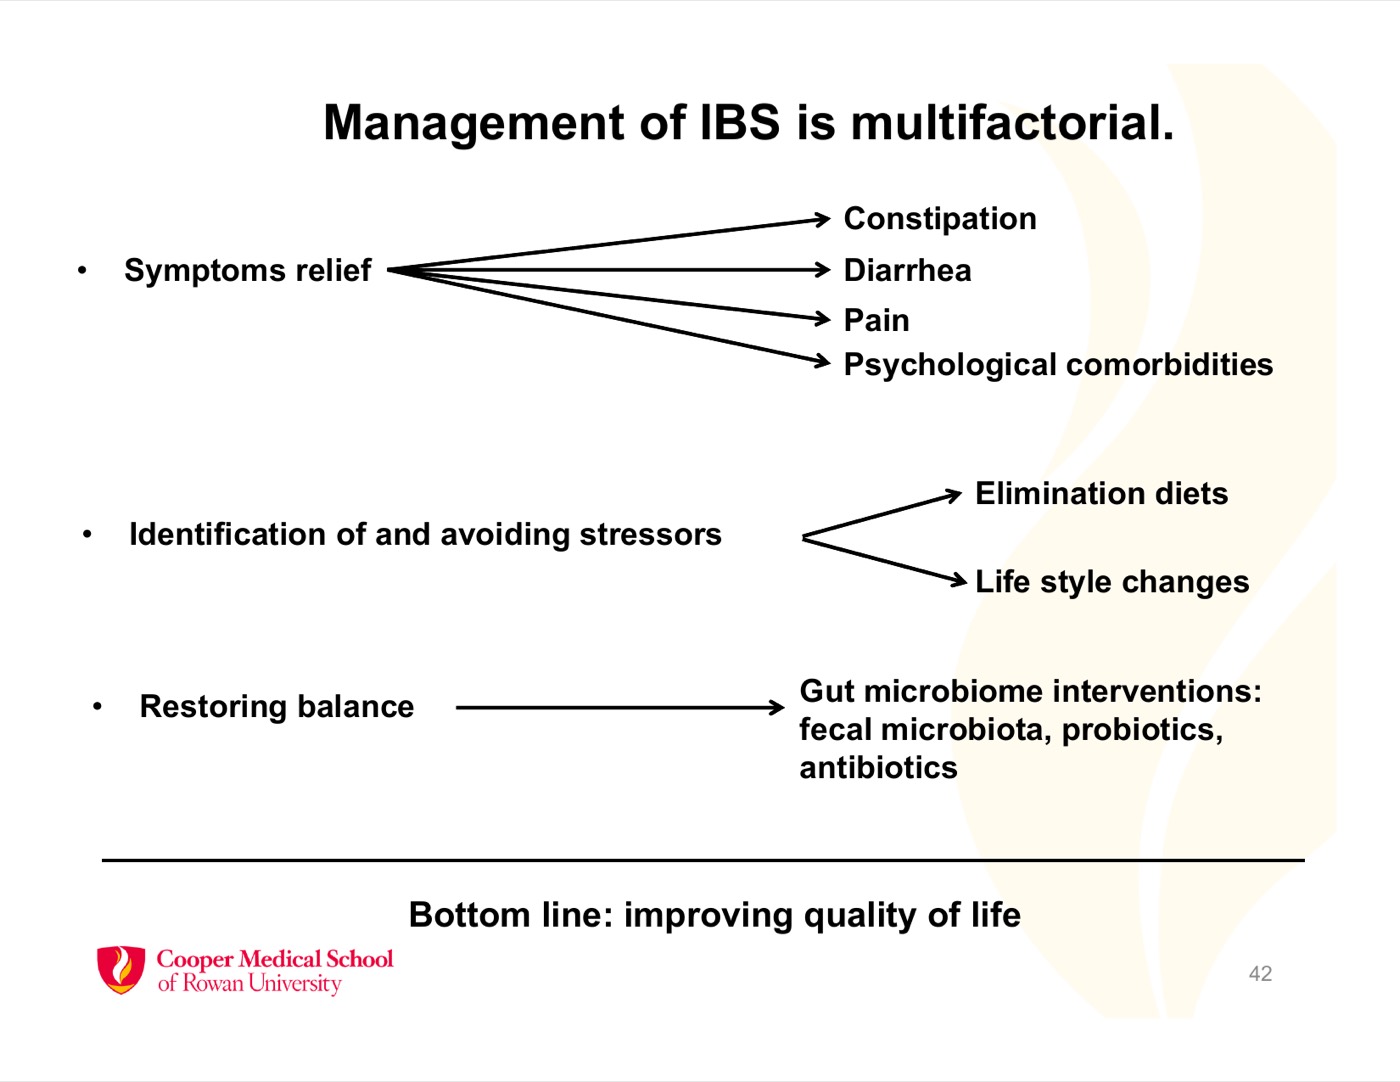 Management of IBS is multifactorial.
• Symptoms relief
Constipation
Diarrhea
Pain
Psychological comorbidities
• Identification of and avoiding stressors
Elimination diets
Life style changes
• Restoring balance
Gut microbiome interventions:
fecal microbiota, probiotics,
antibiotics
Bottom line: improving quality of life
Cooper Medical School
of Rowan University
42